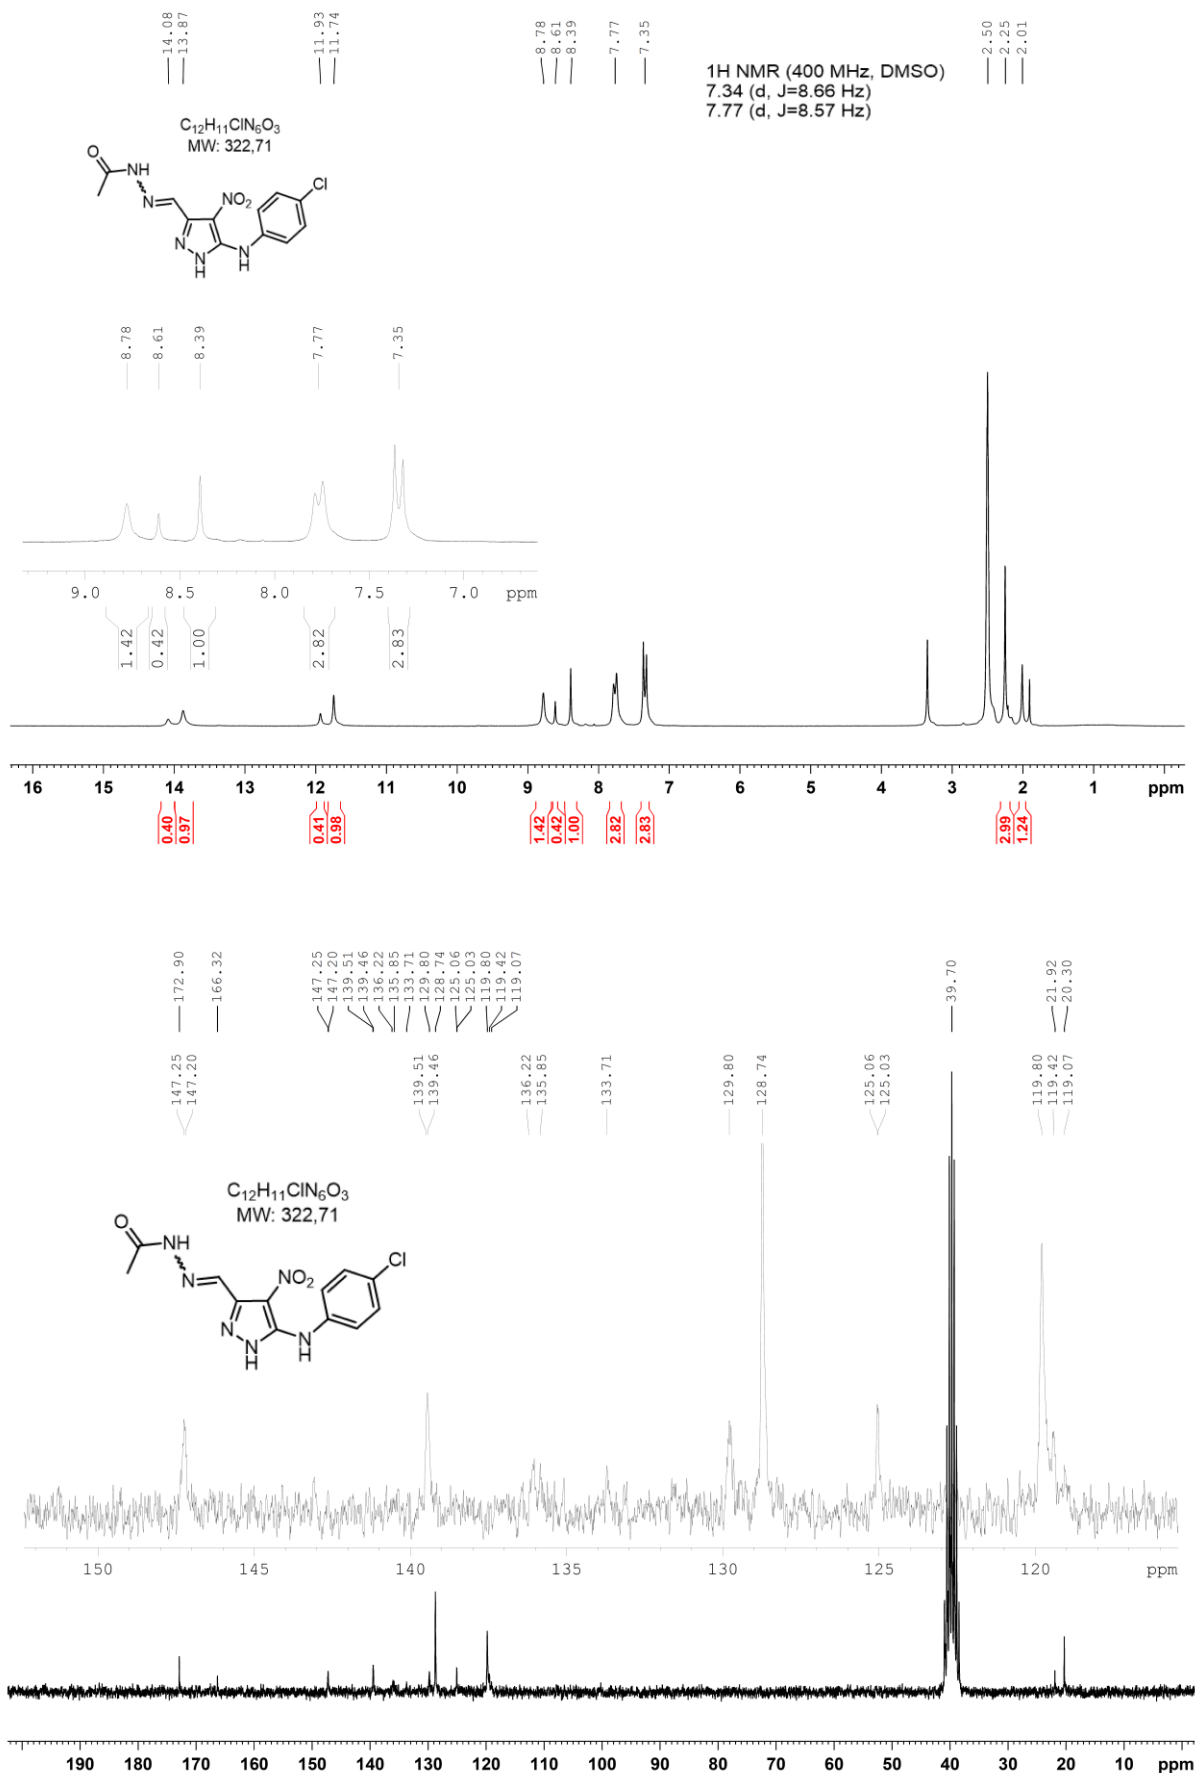 14.08
13.87
11.93
11.74
8.78
8.61
8.39
7.77
7.35
2.50
2.25
2.01
1H NMR (400 MHz, DMSO)
7.34 (d, J=8.66 Hz)
7.77 (d, J=8.57 Hz)
C12H11ClN6O3
MW: 322,71
O
NH
N
NO2
Cl
N
N
H
N
H
8.78
8.61
8.39
7.77
7.35
9.0 8.5 8.0 7.5 7.0 ppm
1.42
0.42
1.00
2.82
2.83
16 15 14 13 12 11 10 9 8 7 6 5 4 3 2 1 ppm
0.40
0.97
0.41
0.98
1.42
0.42
1.00
2.82
2.83
2.99
1.24
172.90
166.32
147.25
147.20
139.51
139.46
136.22
135.85
133.71
129.80
128.74
125.06
125.03
119.80
119.42
119.07
39.70
21.92
20.30
147.25
147.20
139.51
139.46
136.22
135.85
133.71
129.80
128.74
125.06
125.03
119.80
119.42
119.07
C12H11ClN6O3
MW: 322,71
O
NH
N
NO2
Cl
N
N
H
N
H
150 145 140 135 130 125 120 ppm
190 180 170 160 150 140 130 120 110 100 90 80 70 60 50 40 30 20 10 ppm